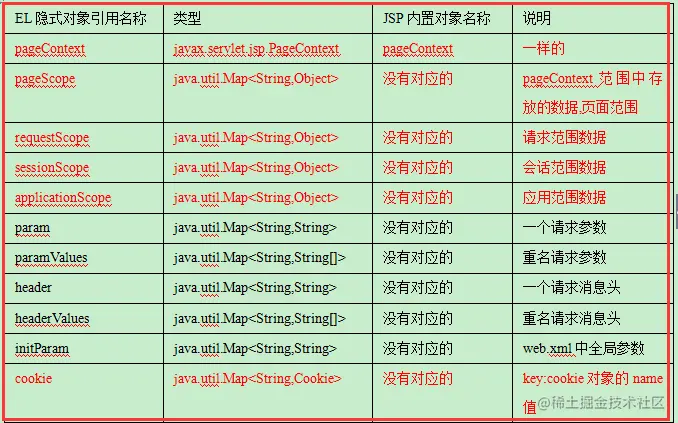 EL 隐式对象引用名称 类型 JSP 内置对象名称 说明
pageContext javax.servlet.jsp.PageContext pageContext 一样的
pageScope java.util.Map<String,Object> 没有对应的 pageContext 范围中存
放的数据,页面范围
requestScope java.util.Map<String,Object> 没有对应的 请求范围数据
sessionScope java.util.Map<String,Object> 没有对应的 会话范围数据
applicationScope java.util.Map<String,Object> 没有对应的 应用范围数据
param java.util.Map<String,String> 没有对应的 一个请求参数
paramValues java.util.Map<String,String[]> 没有对应的 重名请求参数
header java.util.Map<String,String> 没有对应的 一个请求消息头
headerValues java.util.Map<String,String[]> 没有对应的 重名请求消息头
initParam java.util.Map<String,String> 没有对应的 web.xml 中全局参数
cookie java.util.Map<String,Cookie> 没有对应的 key:cookie 对象的 name
值
@稀土掘金技术社区